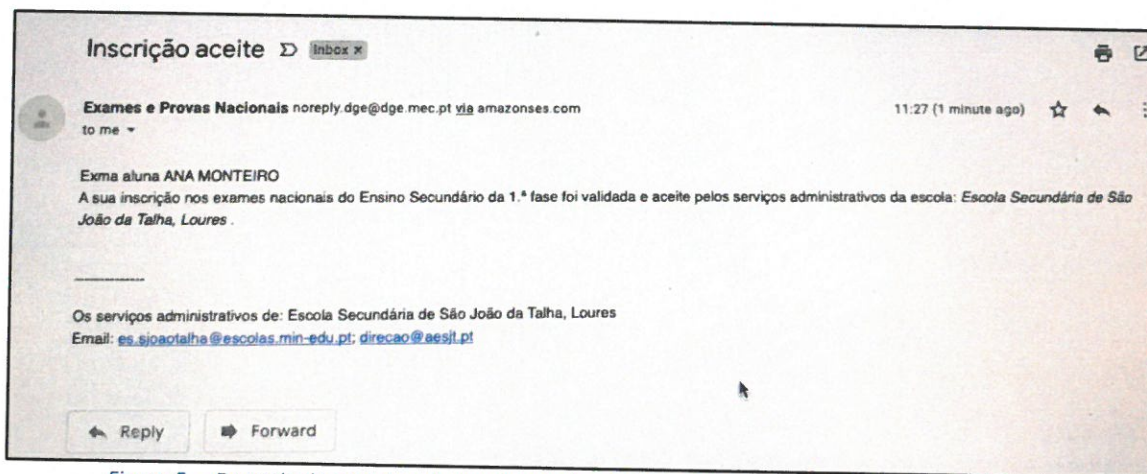 Inscrição aceite Inbox x
Exames e Provas Nacionais noreply.dge@dge.mec.pt via amazonses.com 11:27 (1 minute ago)
to me
Exma aluna ANA MONTEIRO
A sua inscrição nos exames nacionais do Ensino Secundário da 1.ª fase foi validada e aceite pelos serviços administrativos da escola: Escola Secundária de São
João da Talha, Loures .
Os serviços administrativos de: Escola Secundária de São João da Talha, Loures
Email: es.sjoaotalha@escolas.min-edu.pt; direcao@aesjt.pt
Reply Forward